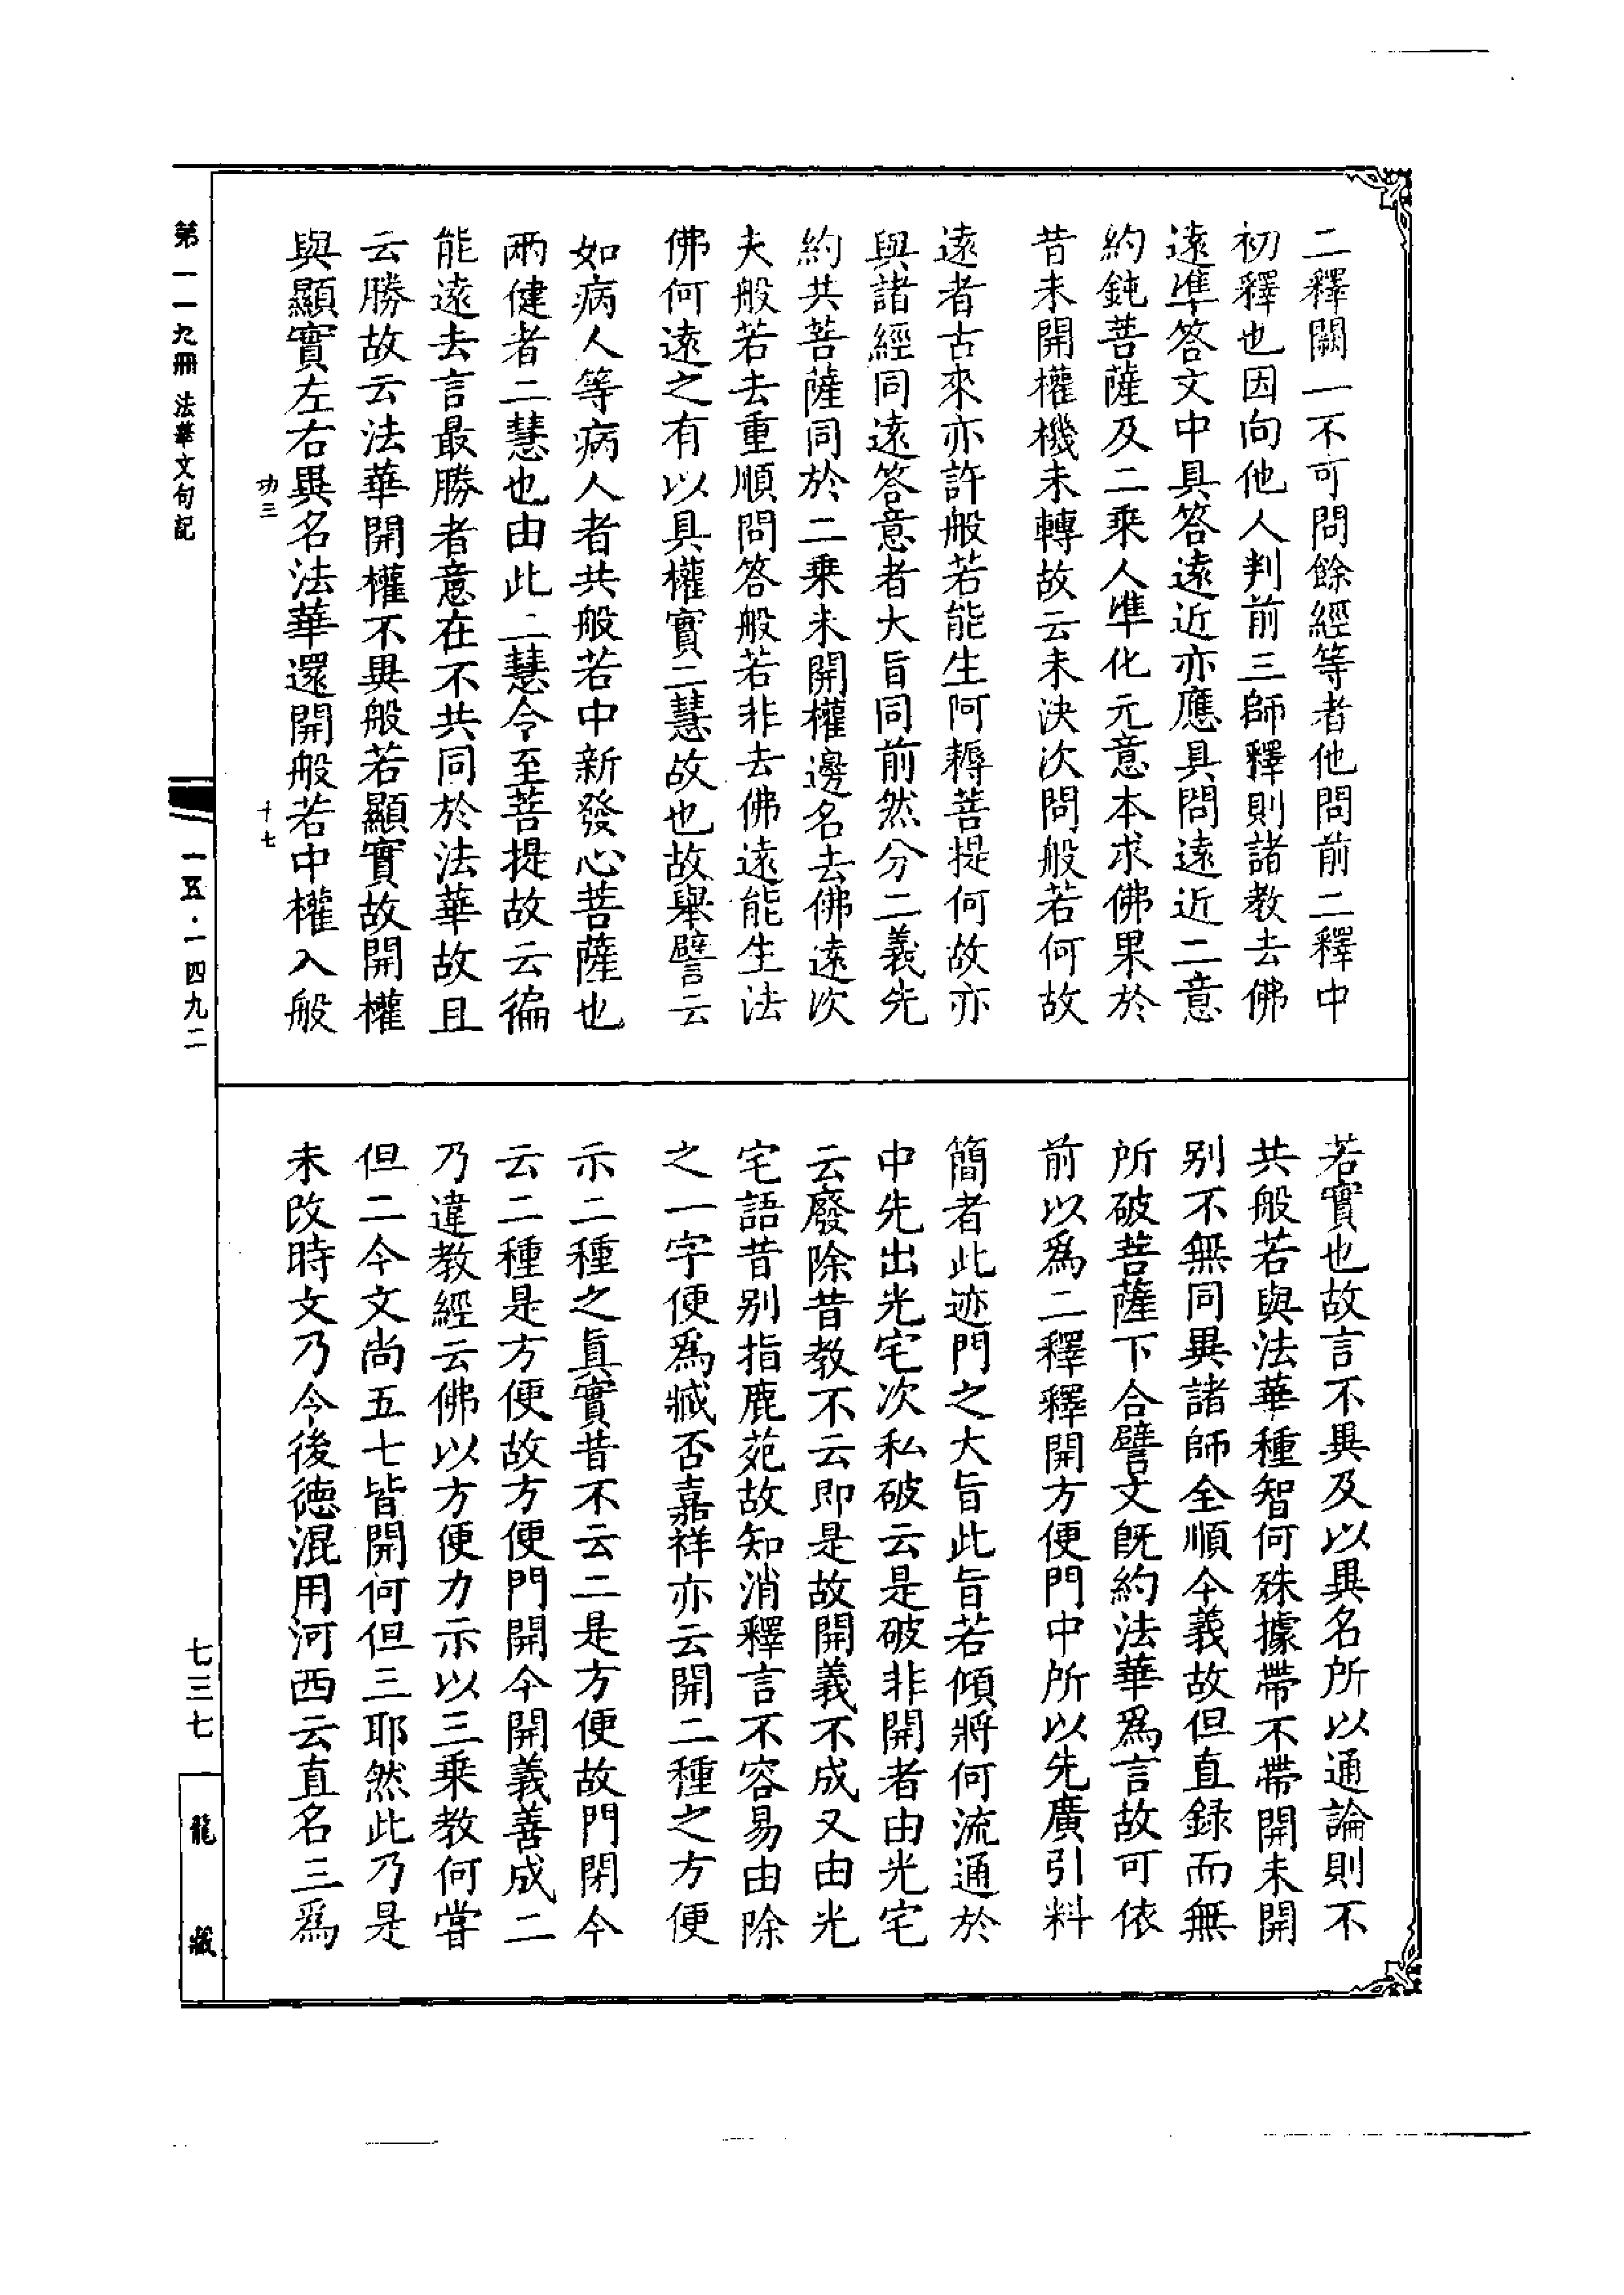 二釋闕一不可問餘經等者他問前二釋中
初釋也因向他人判前三師釋則諸教去佛
遠準答文中具答遠近亦應具問遠近二意
約鈍菩薩及二乘人準化元意本求佛果於
昔未開權機未轉故云未決次問般若何故
遠者古來亦許般若能生阿耨菩提何故亦
與諸經同遠答意者大旨同前然分二義先
約共菩薩同於二乘未開權邊名去佛遠次
夫般若去重順問答般若非去佛遠能生法
佛何遠之有以具權實二慧故也故舉譬云
如病人等病人者共般若中新發心菩薩也
兩健者二慧也由此二慧令至菩提故云徧
能遠去言最勝者意在不共同於法華故且
云勝故云法華開權不異般若顯實故開權
與顯實左右異名法華還開般若中權入般
功三
十七
若實也故言不異及以異名所以通論則不
共般若與法華種智何殊據帶不帶開未開
別不無同異諸師全順今義故但直錄而無
所破菩薩下合譬文既約法華為言故可依
前以為二釋釋開方便門中所以先廣引料
簡者此迹門之大旨此旨若傾將何流通於
中先出光宅次私破云是破非開者由光宅
云廢除昔教不云即是故開義不成又由光
宅語昔別指鹿苑故知消釋言不容易由除
之一字便為臧否嘉祥亦云開二種之方便
示二種之真實昔不云二是方便故門閉今
云二種是方便故方便門開今開義善成二
乃違教經云佛以方便力示以三乘教何嘗
但二今文尚五七皆開何但三耶然此乃是
未改時文乃今後德混用河西云直名三為
第一一九冊 法華文句記
一五·一四九二
七三七
龍藏